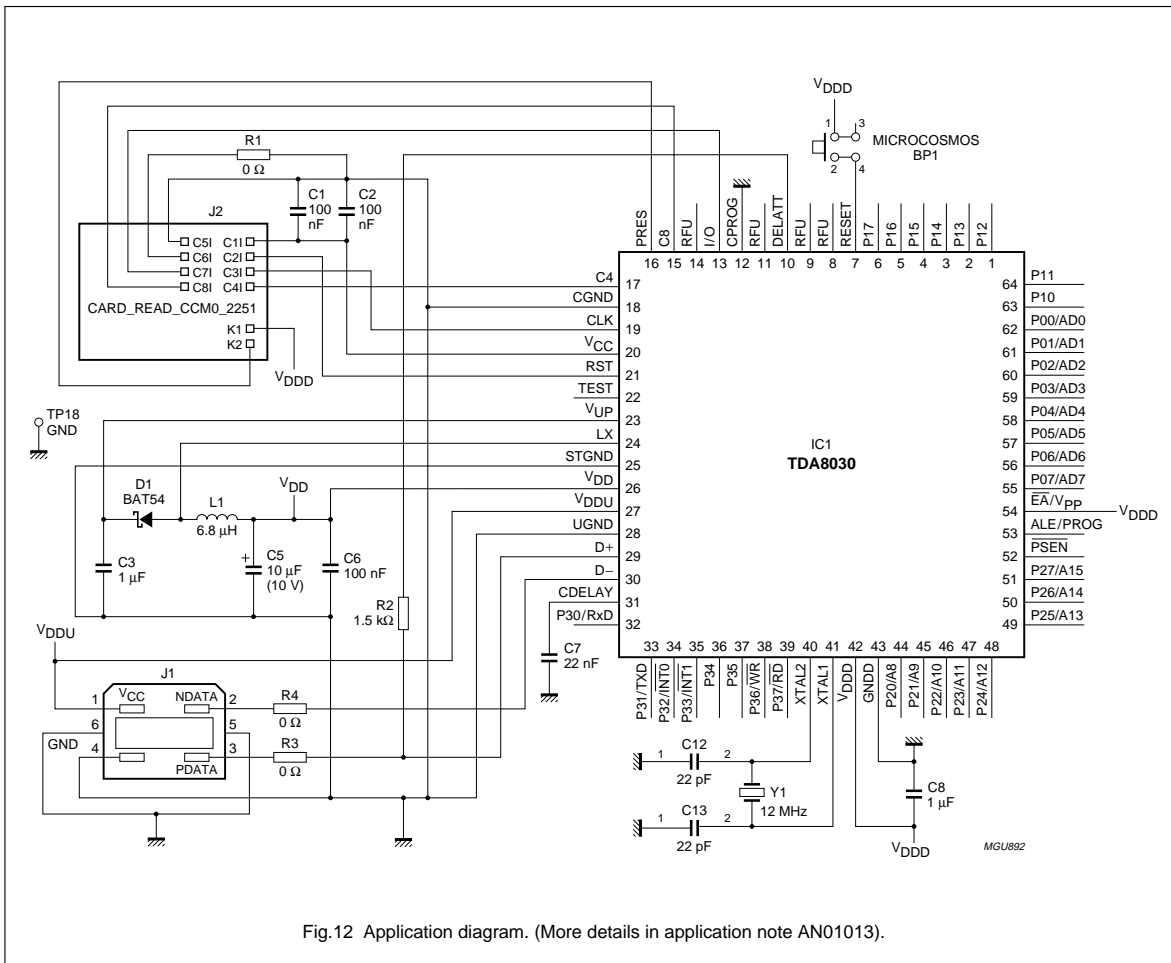 VDDD
1
3
MICROCOSMOS
BP1
2
4
R1
0 Ω
C1
100
nF
C2
100
nF
J2
C5I C1I
C6I C2I
C7I C3I
C8I C4I
CARD_READ_CCM0_2251
K1
K2
VDDD
TP18
GND
PRES
C8
RFU
I/O
CPROG
RFU
DELATT
RFU
RFU
RESET
P17
P16
P15
P14
P13
P12
16 15 14 13 12 11 10 9 8 7 6 5 4 3 2 1
C4 17
CGND 18
CLK 19
VCC 20
RST 21
TEST 22
VUP 23
LX 24
STGND 25
VDD 26
VDDU 27
UGND 28
D+ 29
D− 30
CDELAY 31
P30/RxD 32
IC1
TDA8030
64 P11
63 P10
62 P00/AD0
61 P01/AD1
60 P02/AD2
59 P03/AD3
58 P04/AD4
57 P05/AD5
56 P06/AD6
55 P07/AD7
54 EA/VPP VDDD
53 ALE/PROG
52 PSEN
51 P27/A15
50 P26/A14
49 P25/A13
33 34 35 36 37 38 39 40 41 42 43 44 45 46 47 48
P31/TXD
P32/INT0
P33/INT1
P34
P35
P36/WR
P37/RD
XTAL2
XTAL1
VDDD
GNDD
P20/A8
P21/A9
P22/A10
P23/A11
P24/A12
D1
BAT54
L1
6.8 μH
VDD
C3
1 μF
+
C5
10 μF
(10 V)
C6
100 nF
R2
1.5 kΩ
C7
22 nF
VDDU
J1
1 VCC NDATA 2
6 5
GND
4 3
PDATA
R4
0 Ω
R3
0 Ω
1 C12 2
22 pF
Y1
12 MHz
1 C13 2
22 pF
C8
1 μF
VDDD
MGU892
Fig.12 Application diagram. (More details in application note AN01013).